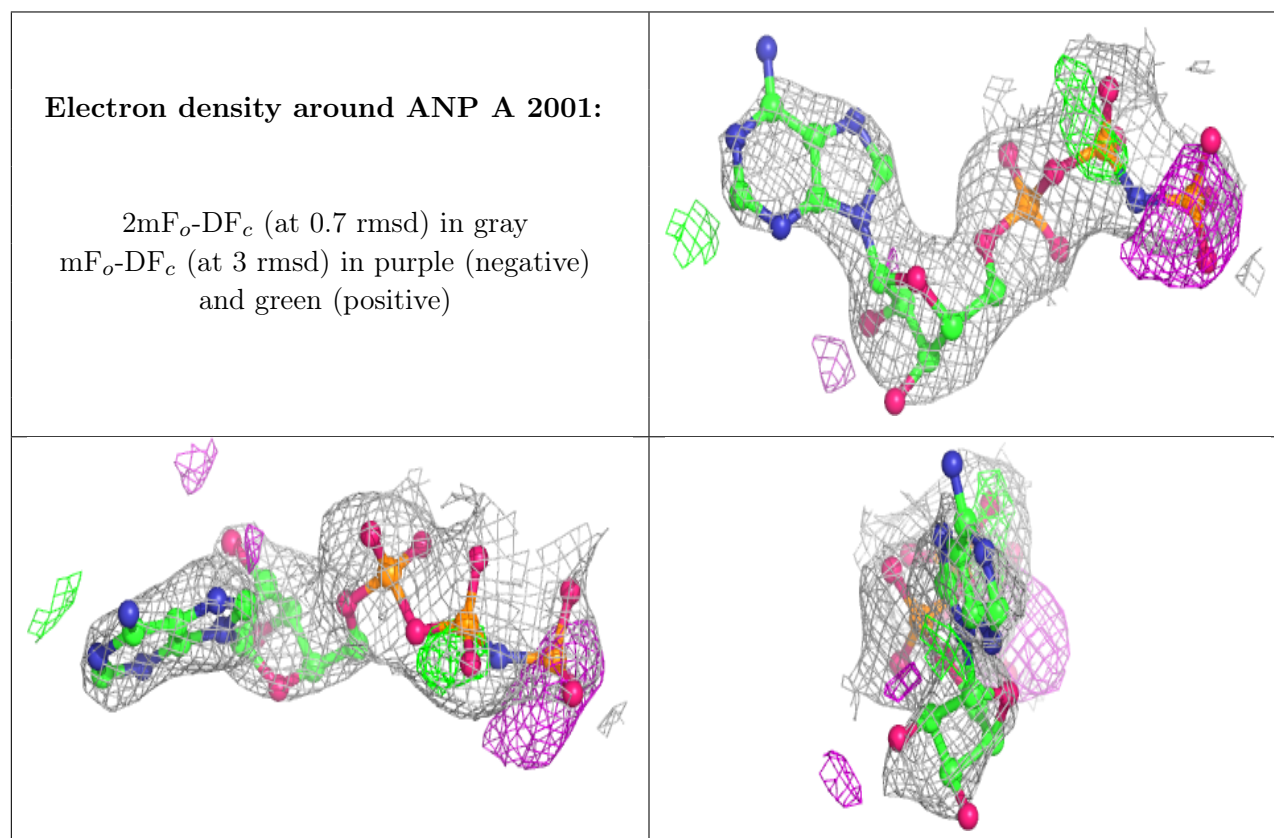 Electron density around ANP A 2001:
2mFo-DFc (at 0.7 rmsd) in gray
mFo-DFc (at 3 rmsd) in purple (negative)
and green (positive)